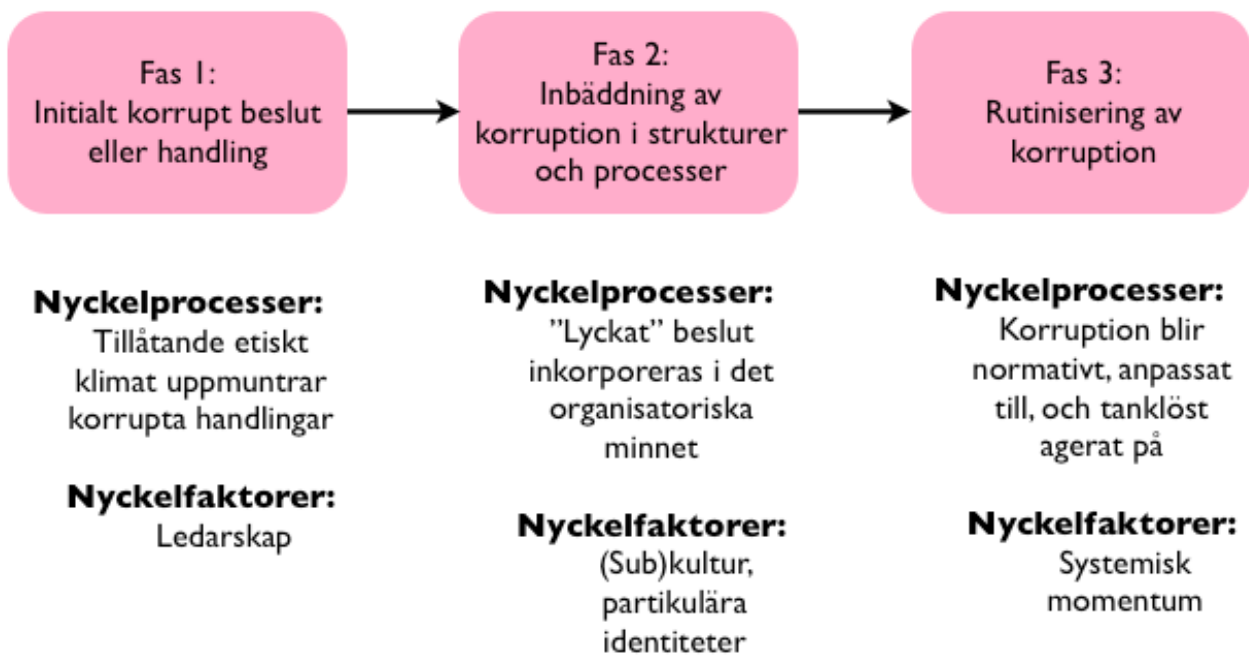 Fas 1:
Initialt korrupt beslut
eller handling
Fas 2:
Inbäddning av
korruption i strukturer
och processer
Fas 3:
Rutinisering av
korruption
Nyckelprocesser:
Tillåtande etiskt
klimat uppmuntrar
korrupta handlingar
Nyckelfaktorer:
Ledarskap
Nyckelprocesser:
”Lyckat” beslut
inkorporeras i det
organisatoriska
minnet
Nyckelfaktorer:
(Sub)kultur,
partikulära
identiteter
Nyckelprocesser:
Korruption blir
normativt, anpassat
till, och tanklöst
agerat på
Nyckelfaktorer:
Systemisk
momentum